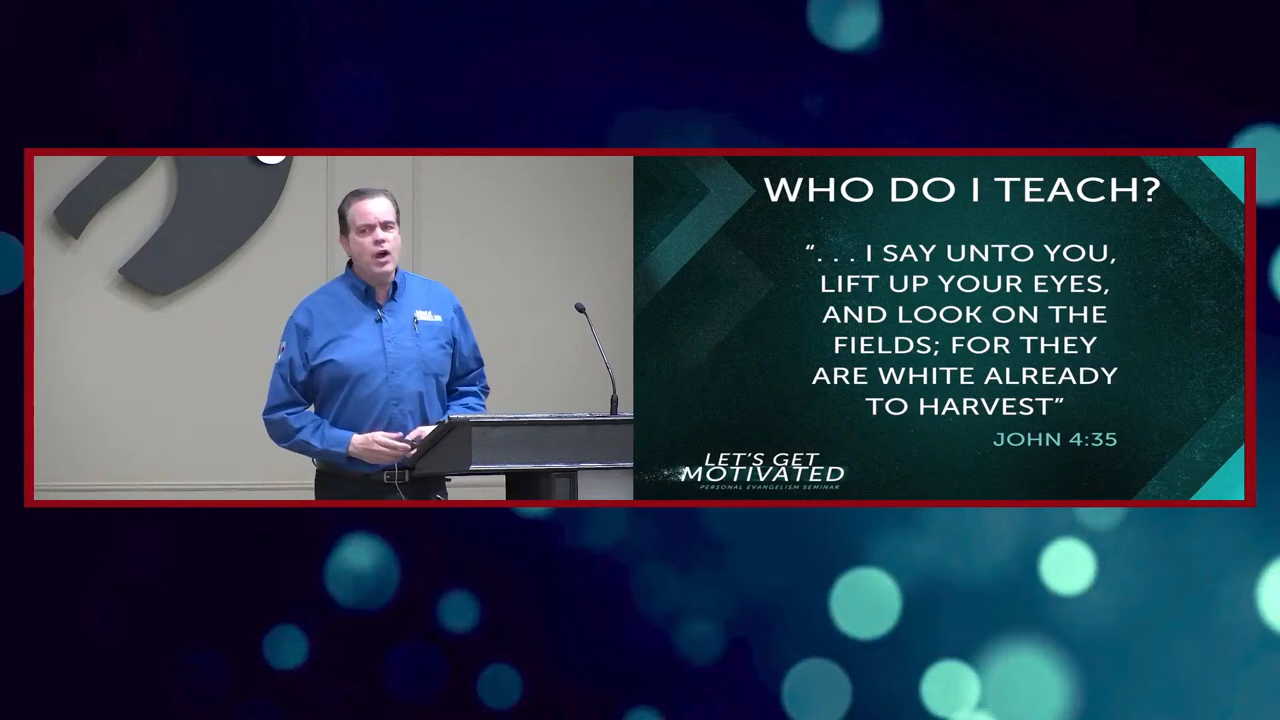 WHO DO I TEACH?
“. . . I SAY UNTO YOU,
LIFT UP YOUR EYES,
AND LOOK ON THE
FIELDS; FOR THEY
ARE WHITE ALREADY
TO HARVEST”
JOHN 4:35
LET'S GET
MOTIVATED
PERSONAL EVANGELISM SEMINAR